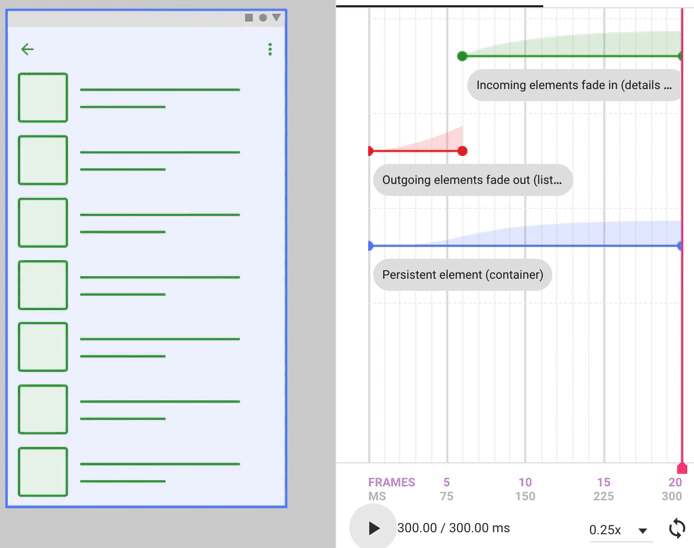 Incoming elements fade in (details ...
Outgoing elements fade out (list...
Persistent element (container)
FRAMES 5 10 15 20
MS 75 150 225 300
300.00 / 300.00 ms
0.25x